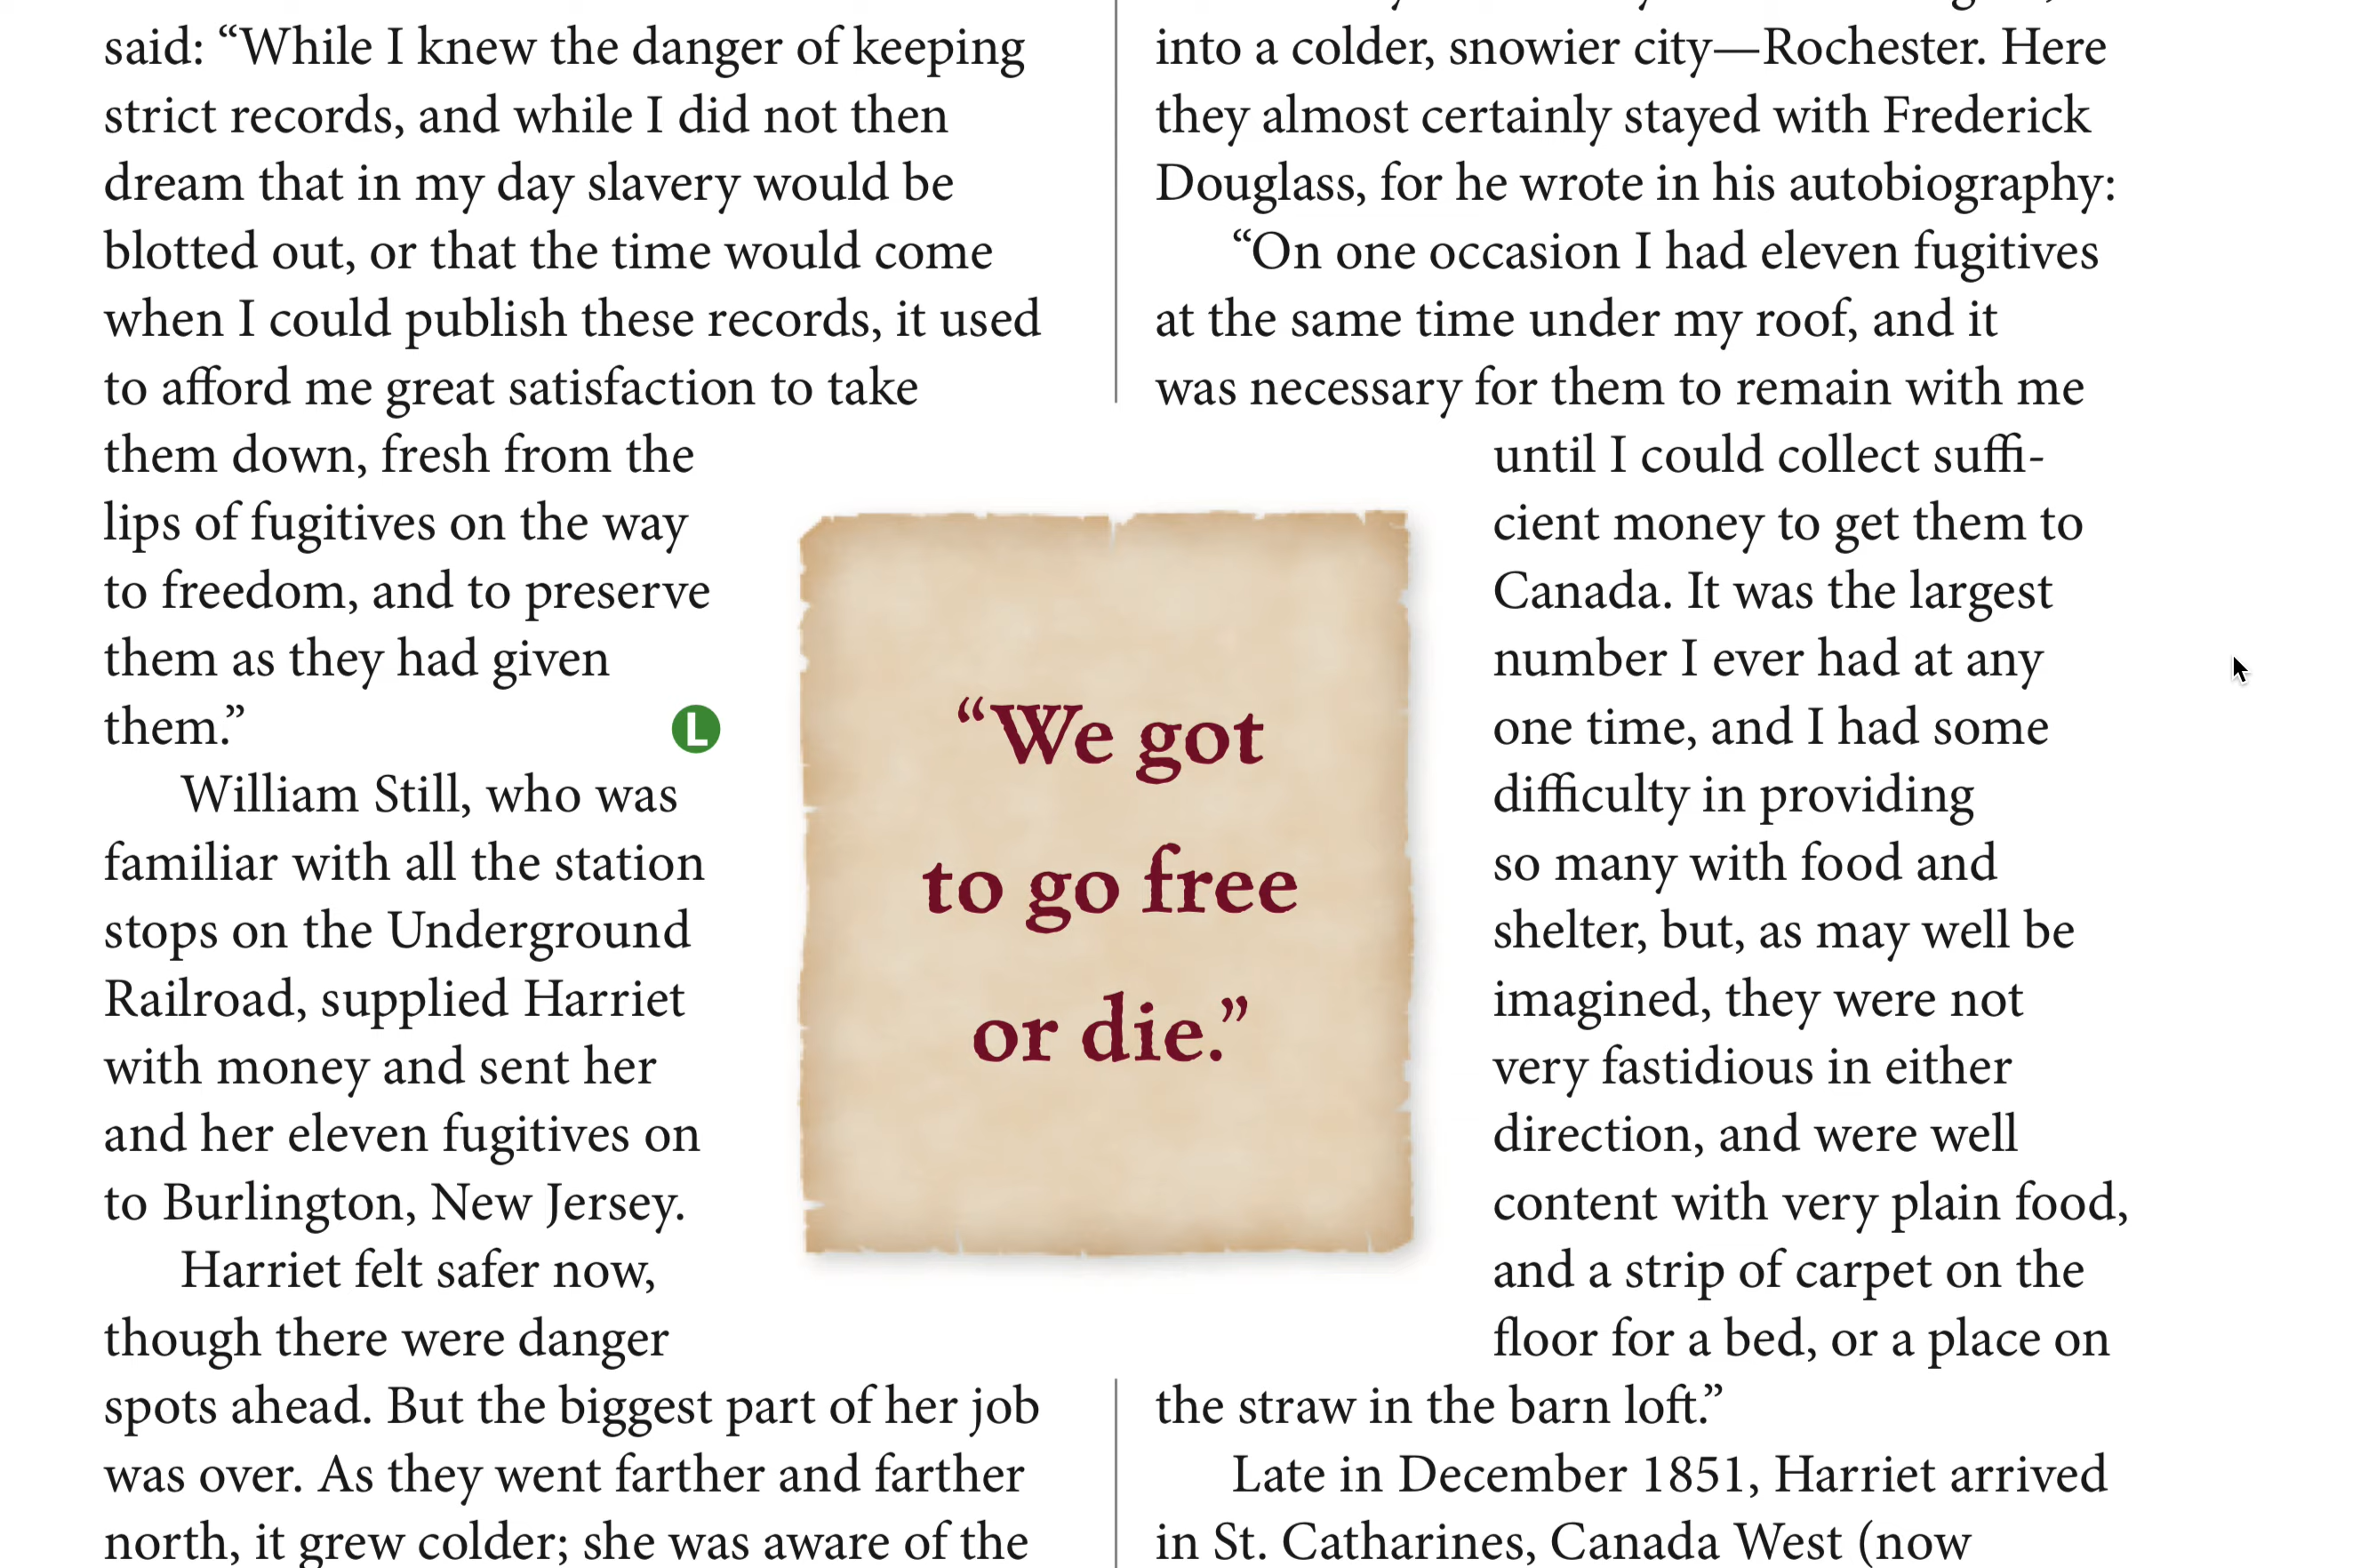 said: “While I knew the danger of keeping
strict records, and while I did not then
dream that in my day slavery would be
blotted out, or that the time would come
when I could publish these records, it used
to afford me great satisfaction to take
them down, fresh from the
lips of fugitives on the way
to freedom, and to preserve
them as they had given
them.”
L
William Still, who was
familiar with all the station
stops on the Underground
Railroad, supplied Harriet
with money and sent her
and her eleven fugitives on
to Burlington, New Jersey.
Harriet felt safer now,
though there were danger
spots ahead. But the biggest part of her job
was over. As they went farther and farther
north, it grew colder; she was aware of the
“We got
to go free
or die.”
into a colder, snowier city—Rochester. Here
they almost certainly stayed with Frederick
Douglass, for he wrote in his autobiography:
“On one occasion I had eleven fugitives
at the same time under my roof, and it
was necessary for them to remain with me
until I could collect suffi-
cient money to get them to
Canada. It was the largest
number I ever had at any
one time, and I had some
difficulty in providing
so many with food and
shelter, but, as may well be
imagined, they were not
very fastidious in either
direction, and were well
content with very plain food,
and a strip of carpet on the
floor for a bed, or a place on
the straw in the barn loft.”
Late in December 1851, Harriet arrived
in St. Catharines, Canada West (now